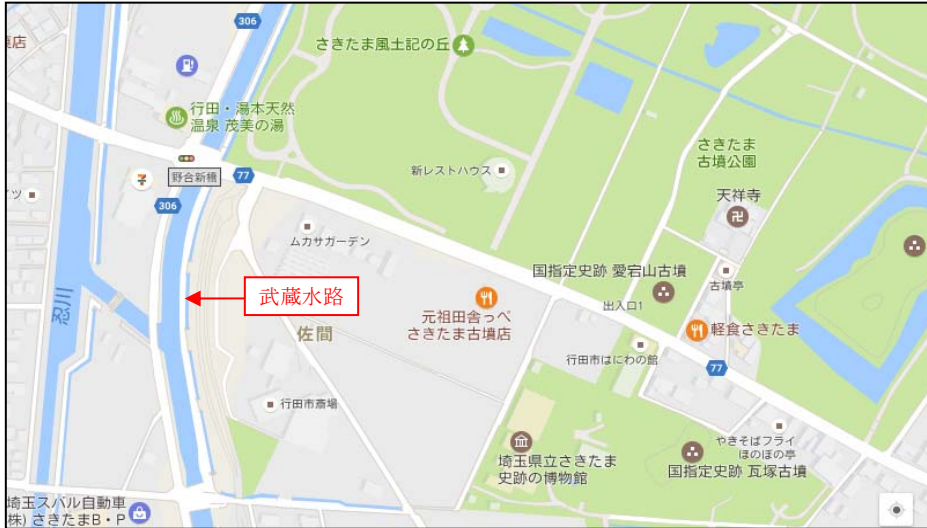 306
さきたま風土記の丘
店
行田・湯本天然
温泉 茂美の湯
さきたま
古墳公園
新レストハウス
野合新橋
77
天祥寺
ツ
306
ムカサガーデン
国指定史跡 愛宕山古墳
武蔵水路
古墳亭
忍川
出入口1
元祖田舎っぺ
さきたま古墳店
佐間
軽食さきたま
行田市はにわの館
77
行田市斎場
やきそばフライ
ほのぼの亭
埼玉県立さきたま
史跡の博物館
国指定史跡 瓦塚古墳
埼玉スバル自動車
株) さきたまB・P